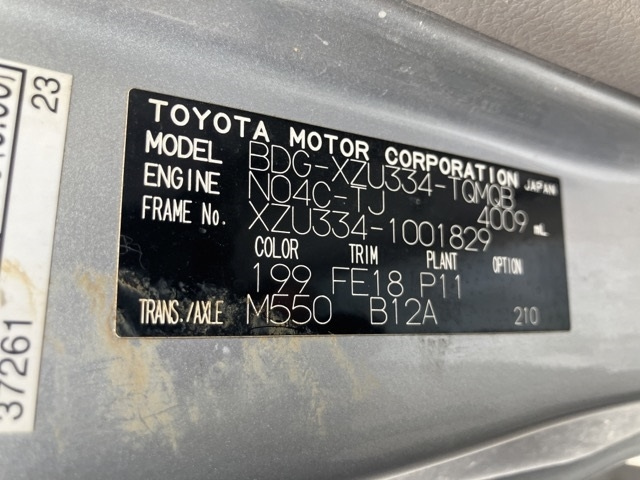 TOYOTA MOTOR CORPORATION JAPAN
MODEL BDG-XZU334-TQMQB
ENGINE N04C-TJ 4009 mL
FRAME No. XZU334-1001829
COLOR TRIM PLANT OPTION
199 FE18 P11
TRANS./AXLE M550 B12A 210
23
37261